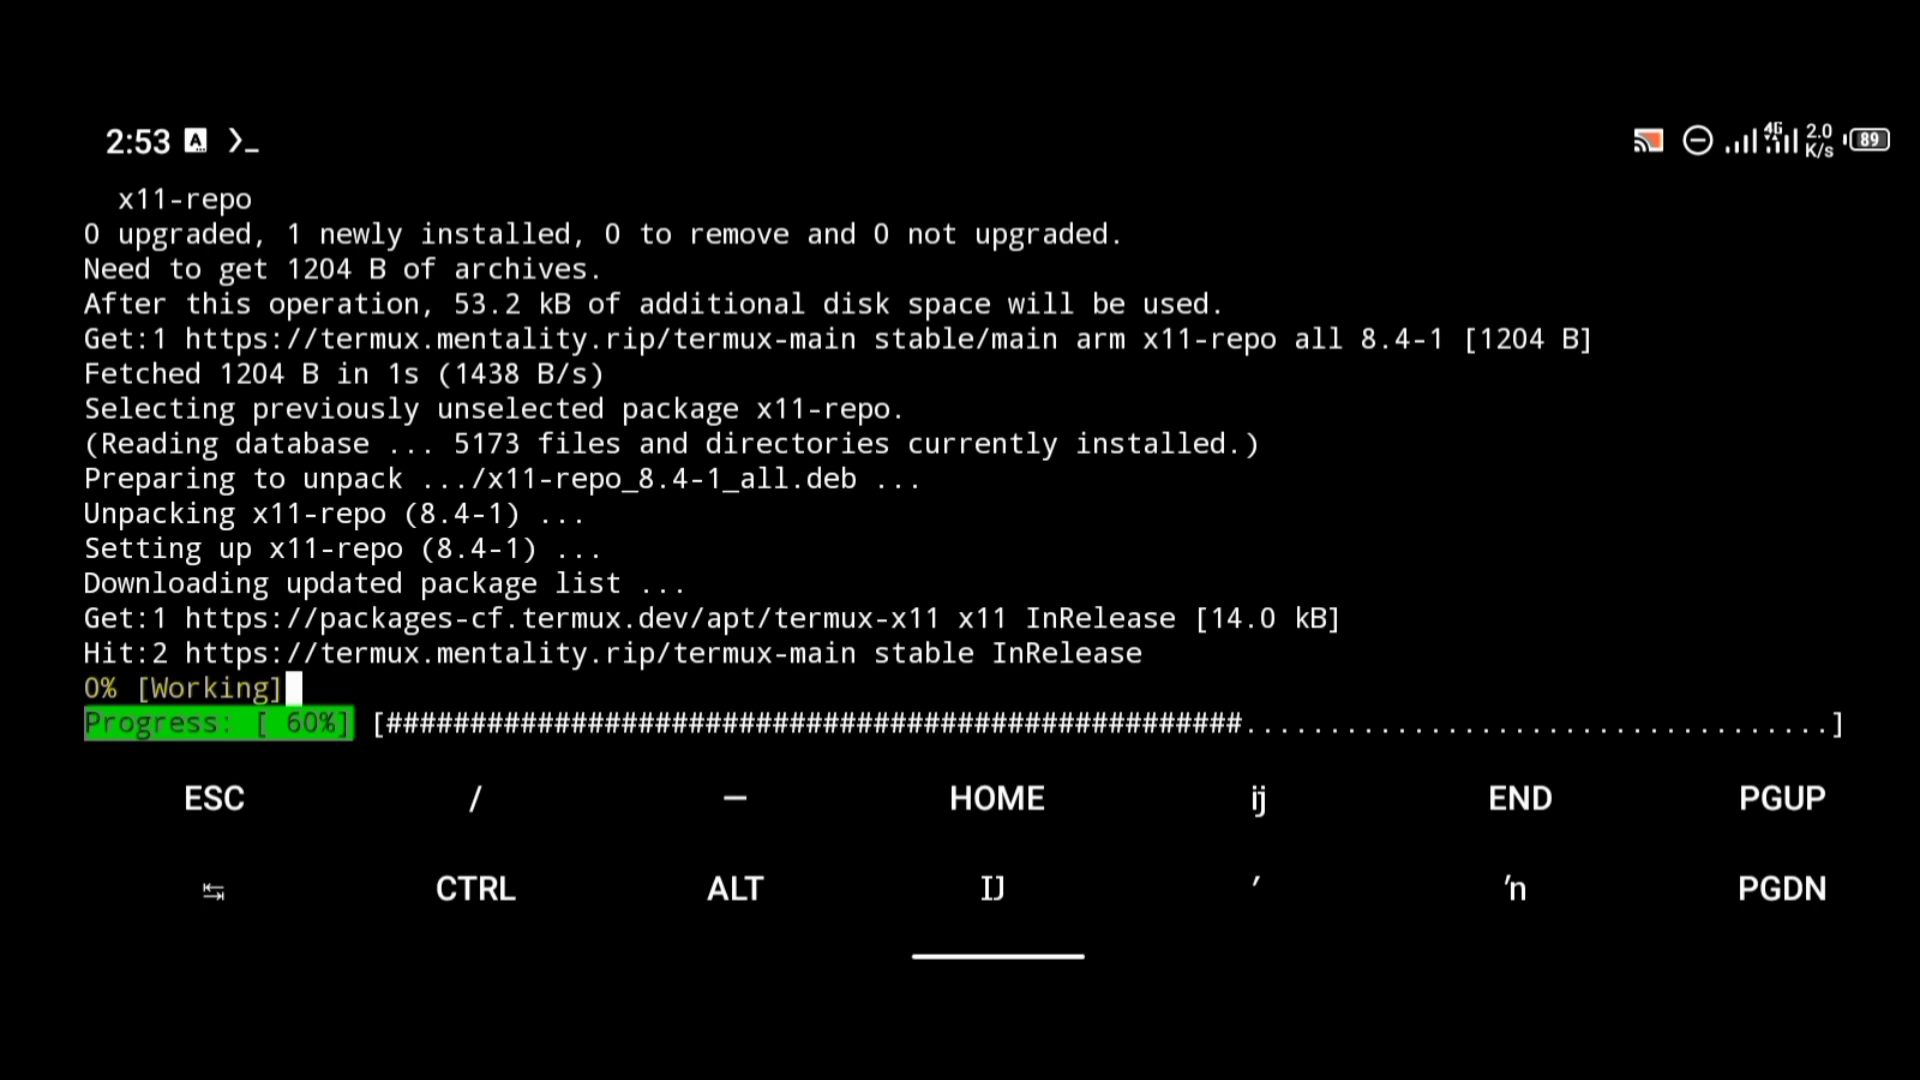 2:53 A >_ 4G 2.0 K/s 89
x11-repo
0 upgraded, 1 newly installed, 0 to remove and 0 not upgraded.
Need to get 1204 B of archives.
After this operation, 53.2 kB of additional disk space will be used.
Get:1 https://termux.mentality.rip/termux-main stable/main arm x11-repo all 8.4-1 [1204 B]
Fetched 1204 B in 1s (1438 B/s)
Selecting previously unselected package x11-repo.
(Reading database ... 5173 files and directories currently installed.)
Preparing to unpack .../x11-repo_8.4-1_all.deb ...
Unpacking x11-repo (8.4-1) ...
Setting up x11-repo (8.4-1) ...
Downloading updated package list ...
Get:1 https://packages-cf.termux.dev/apt/termux-x11 x11 InRelease [14.0 kB]
Hit:2 https://termux.mentality.rip/termux-main stable InRelease
0% [Working]
Progress: [ 60%] [###################################################...................................]
ESC / — HOME ĳ END PGUP
↹ CTRL ALT Ĳ ′ ŉ PGDN